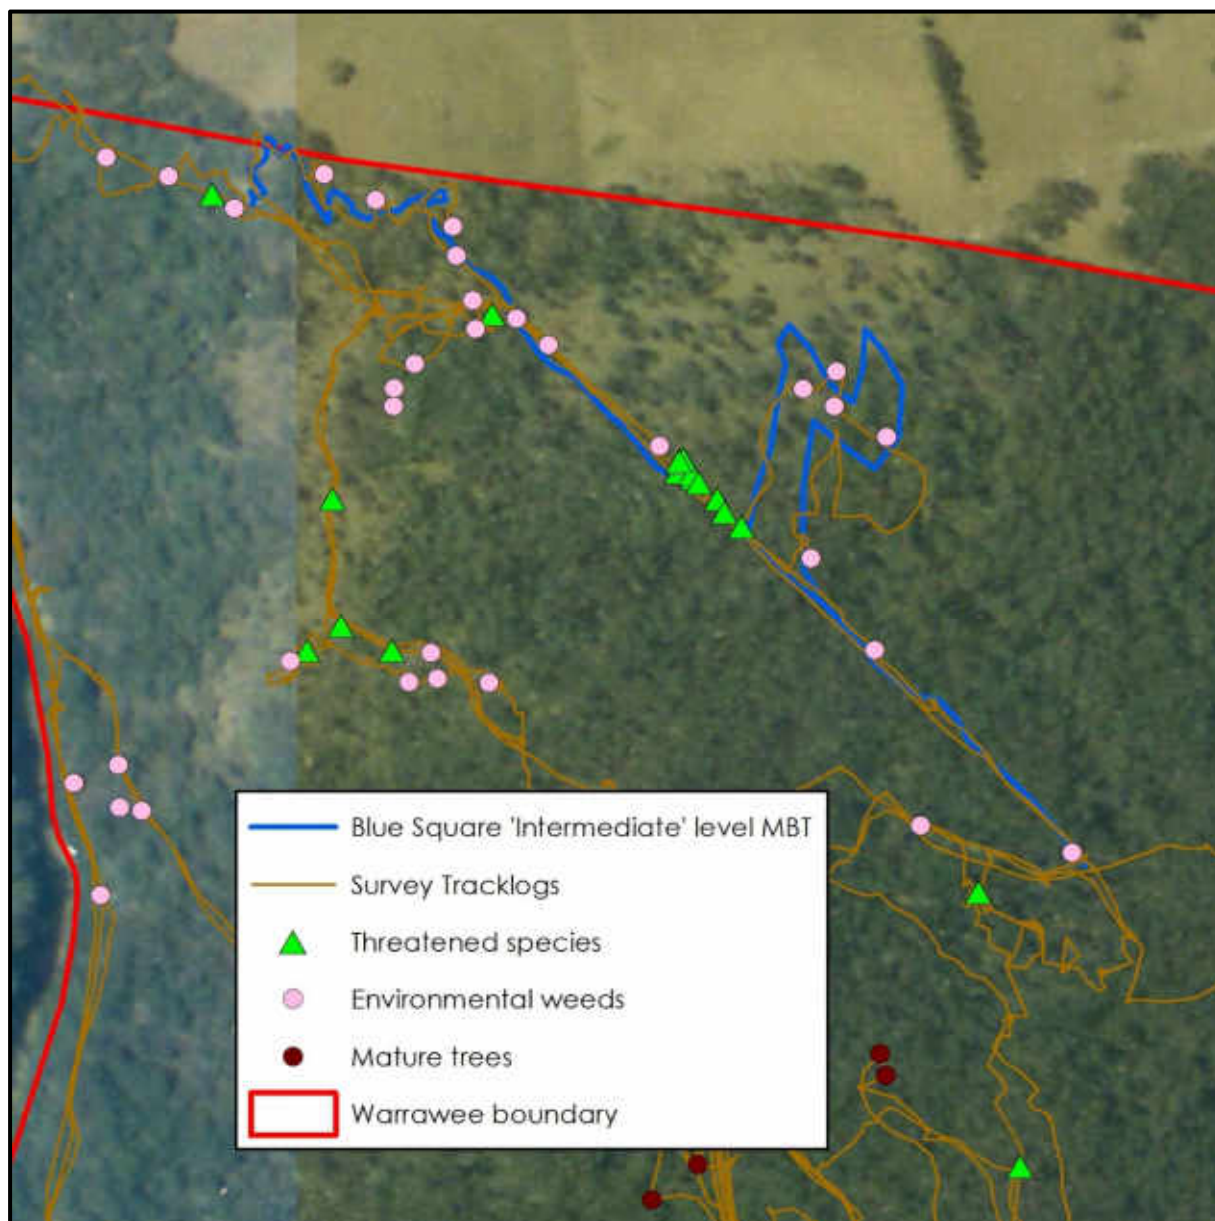 Blue Square 'Intermediate' level MBT
Survey Tracklogs
Threatened species
Environmental weeds
Mature trees
Warrawee boundary